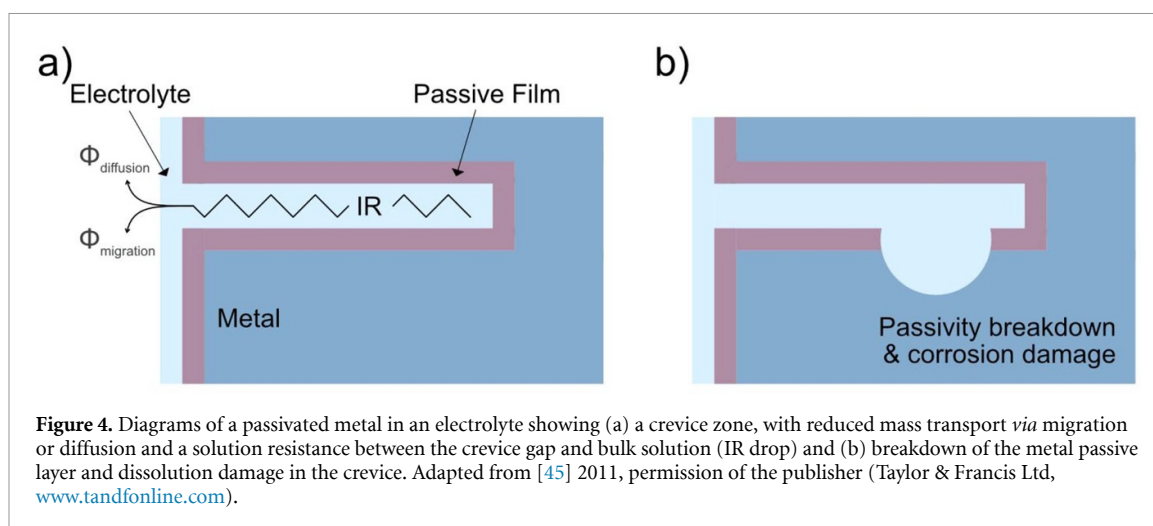 a)
Electrolyte
Passive Film
Φdiffusion
IR
Φmigration
Metal
b)
Passivity breakdown
& corrosion damage
Figure 4. Diagrams of a passivated metal in an electrolyte showing (a) a crevice zone, with reduced mass transport via migration
or diffusion and a solution resistance between the crevice gap and bulk solution (IR drop) and (b) breakdown of the metal passive
layer and dissolution damage in the crevice. Adapted from [45] 2011, permission of the publisher (Taylor & Francis Ltd,
www.tandfonline.com).